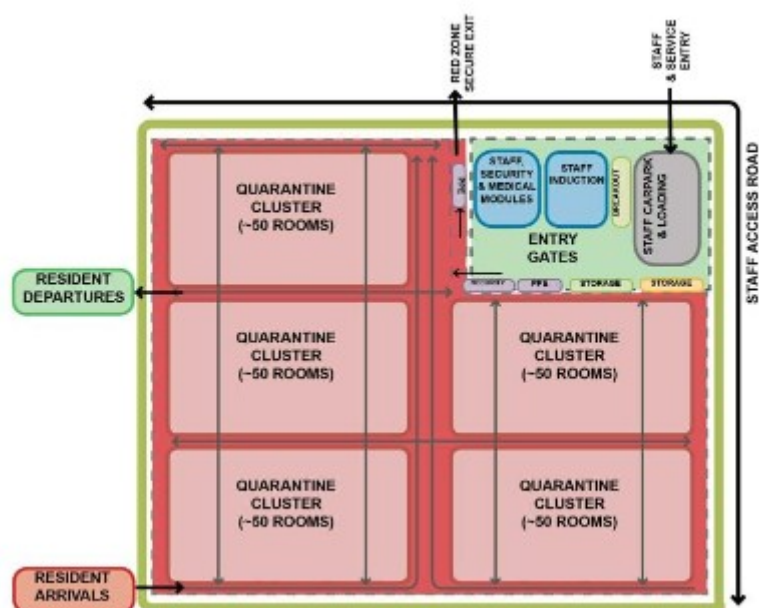 RED ZONE
SECURE EXIT
STAFF
& SERVICE
ENTRY
STAFF ACCESS ROAD
QUARANTINE
CLUSTER
(~50 ROOMS)
STAFF,
SECURITY
& MEDICAL
MODULES
STAFF
INDUCTION
BREAKOUT
STAFF CARPARK
& LOADING
ENTRY
GATES
RESIDENT
DEPARTURES
PPE
STORAGE
STORAGE
QUARANTINE
CLUSTER
(~50 ROOMS)
QUARANTINE
CLUSTER
(~50 ROOMS)
QUARANTINE
CLUSTER
(~50 ROOMS)
QUARANTINE
CLUSTER
(~50 ROOMS)
RESIDENT
ARRIVALS